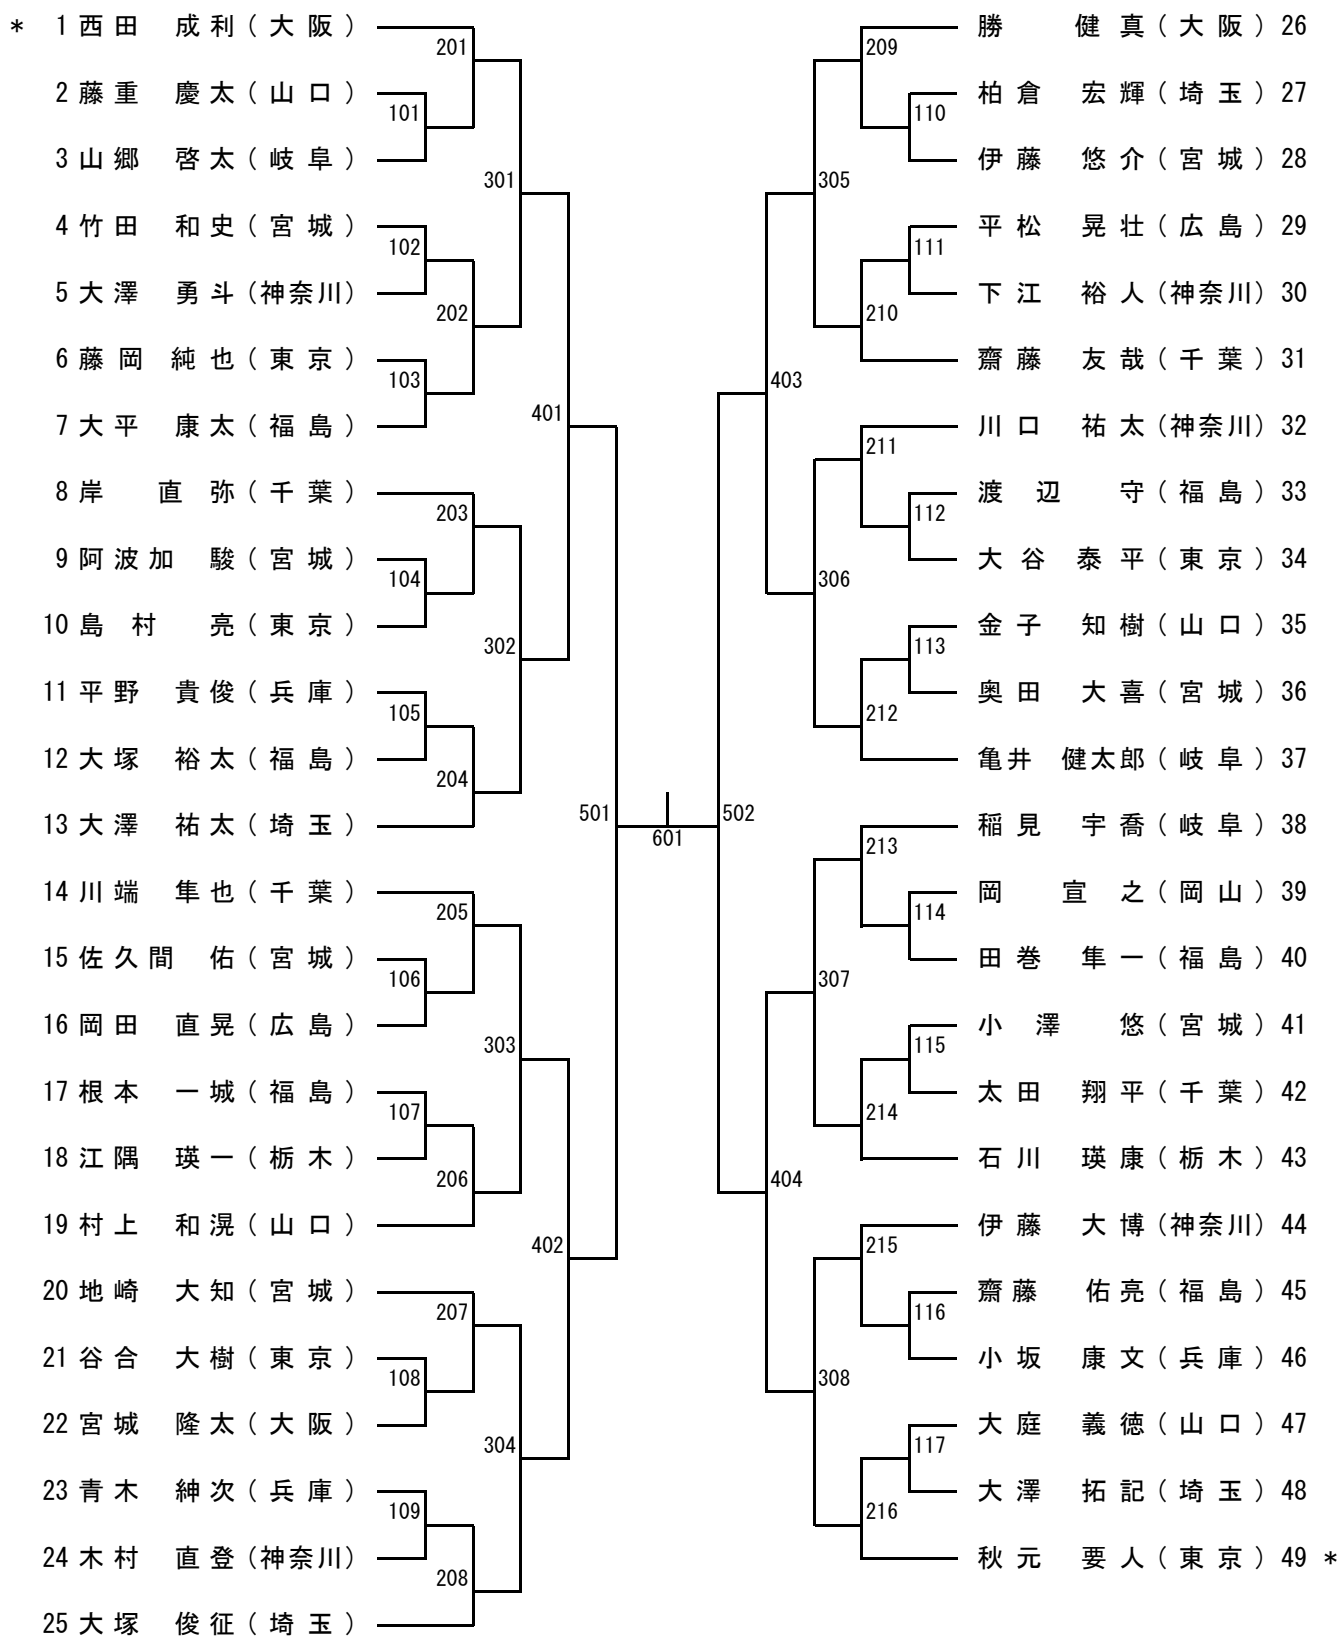 * 1 西田 成利 (大阪)
2 藤重 慶太 (山口)
3 山郷 啓太 (岐阜)
4 竹田 和史 (宮城)
5 大澤 勇斗 (神奈川)
6 藤岡 純也 (東京)
7 大平 康太 (福島)
8 岸 直弥 (千葉)
9 阿波加 駿 (宮城)
10 島村 亮 (東京)
11 平野 貴俊 (兵庫)
12 大塚 裕太 (福島)
13 大澤 祐太 (埼玉)
14 川端 隼也 (千葉)
15 佐久間 佑 (宮城)
16 岡田 直晃 (広島)
17 根本 一城 (福島)
18 江隅 瑛一 (栃木)
19 村上 和滉 (山口)
20 地崎 大知 (宮城)
21 谷合 大樹 (東京)
22 宮城 隆太 (大阪)
23 青木 紳次 (兵庫)
24 木村 直登 (神奈川)
25 大塚 俊征 (埼玉)
201
101
301
102
202
103
401
203
104
302
105
204
501
205
106
303
107
206
402
207
108
304
109
208
601
209
110
305
111
210
403
211
112
306
113
212
502
213
114
307
115
214
404
215
116
308
117
216
勝 健真 (大阪) 26
柏倉 宏輝 (埼玉) 27
伊藤 悠介 (宮城) 28
平松 晃壮 (広島) 29
下江 裕人 (神奈川) 30
齋藤 友哉 (千葉) 31
川口 祐太 (神奈川) 32
渡辺 守 (福島) 33
大谷 泰平 (東京) 34
金子 知樹 (山口) 35
奥田 大喜 (宮城) 36
亀井 健太郎 (岐阜) 37
稲見 宇喬 (岐阜) 38
岡 宣之 (岡山) 39
田巻 隼一 (福島) 40
小澤 悠 (宮城) 41
太田 翔平 (千葉) 42
石川 瑛康 (栃木) 43
伊藤 大博 (神奈川) 44
齋藤 佑亮 (福島) 45
小坂 康文 (兵庫) 46
大庭 義徳 (山口) 47
大澤 拓記 (埼玉) 48
秋元 要人 (東京) 49 *